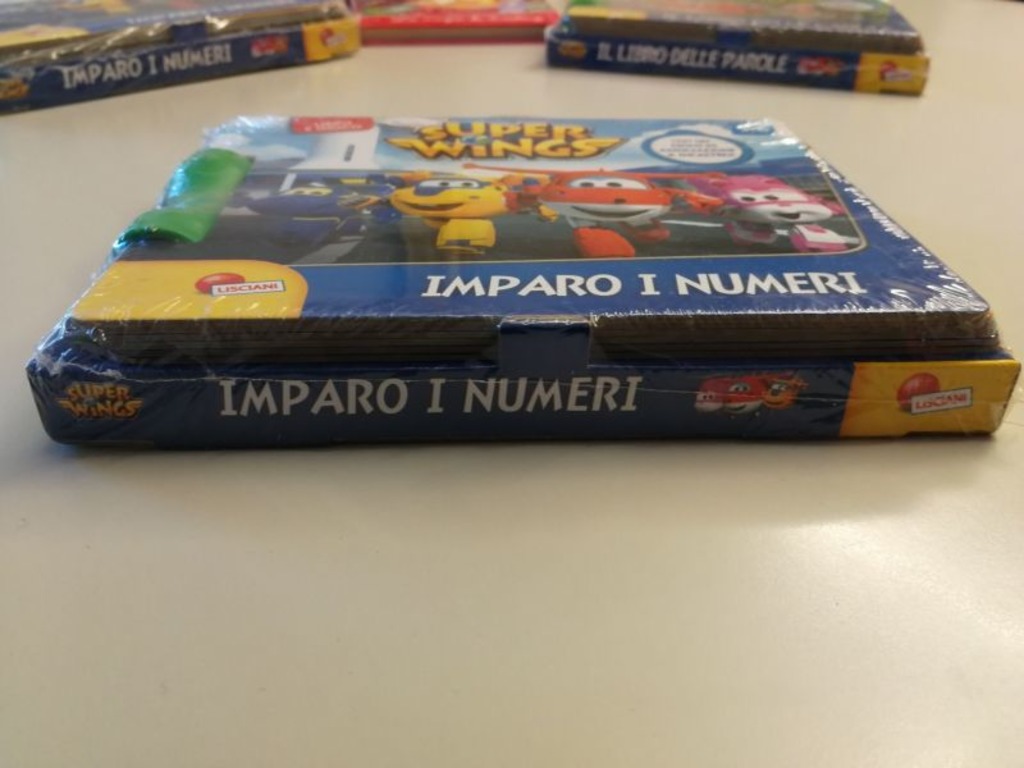 IMPARO I NUMERI
IL LIBRO DELLE PAROLE
SUPER
WINGS
LISCIANI
IMPARO I NUMERI
SUPER
WINGS
IMPARO I NUMERI
LISCIANI